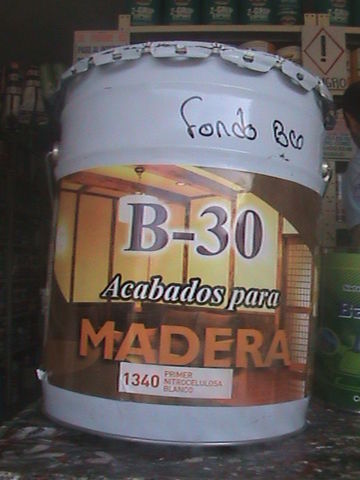 Fondo Bco
B-30
Acabados para
MADERA
1340 PRIMER
NITROCELULOSA
BLANCO